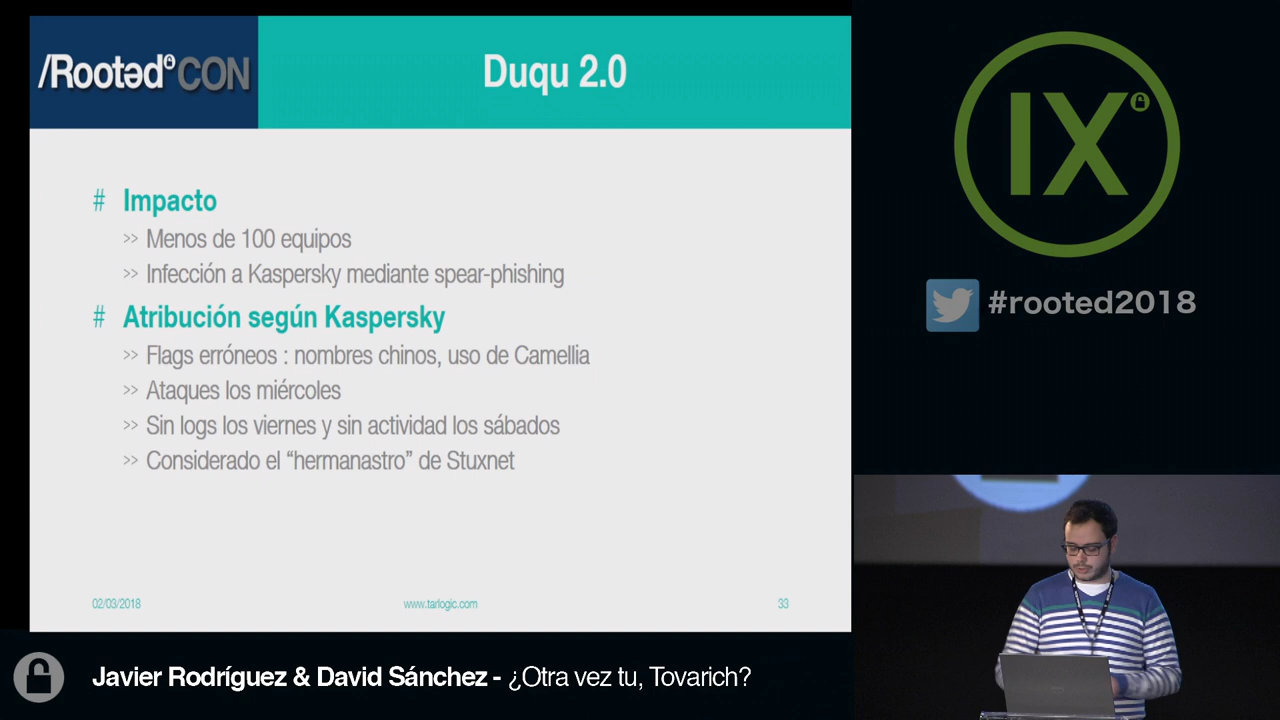 /Rootəd CON
Duqu 2.0
# Impacto
>> Menos de 100 equipos
>> Infección a Kaspersky mediante spear-phishing
# Atribución según Kaspersky
>> Flags erróneos : nombres chinos, uso de Camellia
>> Ataques los miércoles
>> Sin logs los viernes y sin actividad los sábados
>> Considerado el “hermanastro” de Stuxnet
02/03/2018
www.tarlogic.com
33
IX
#rooted2018
Javier Rodríguez & David Sánchez - ¿Otra vez tu, Tovarich?